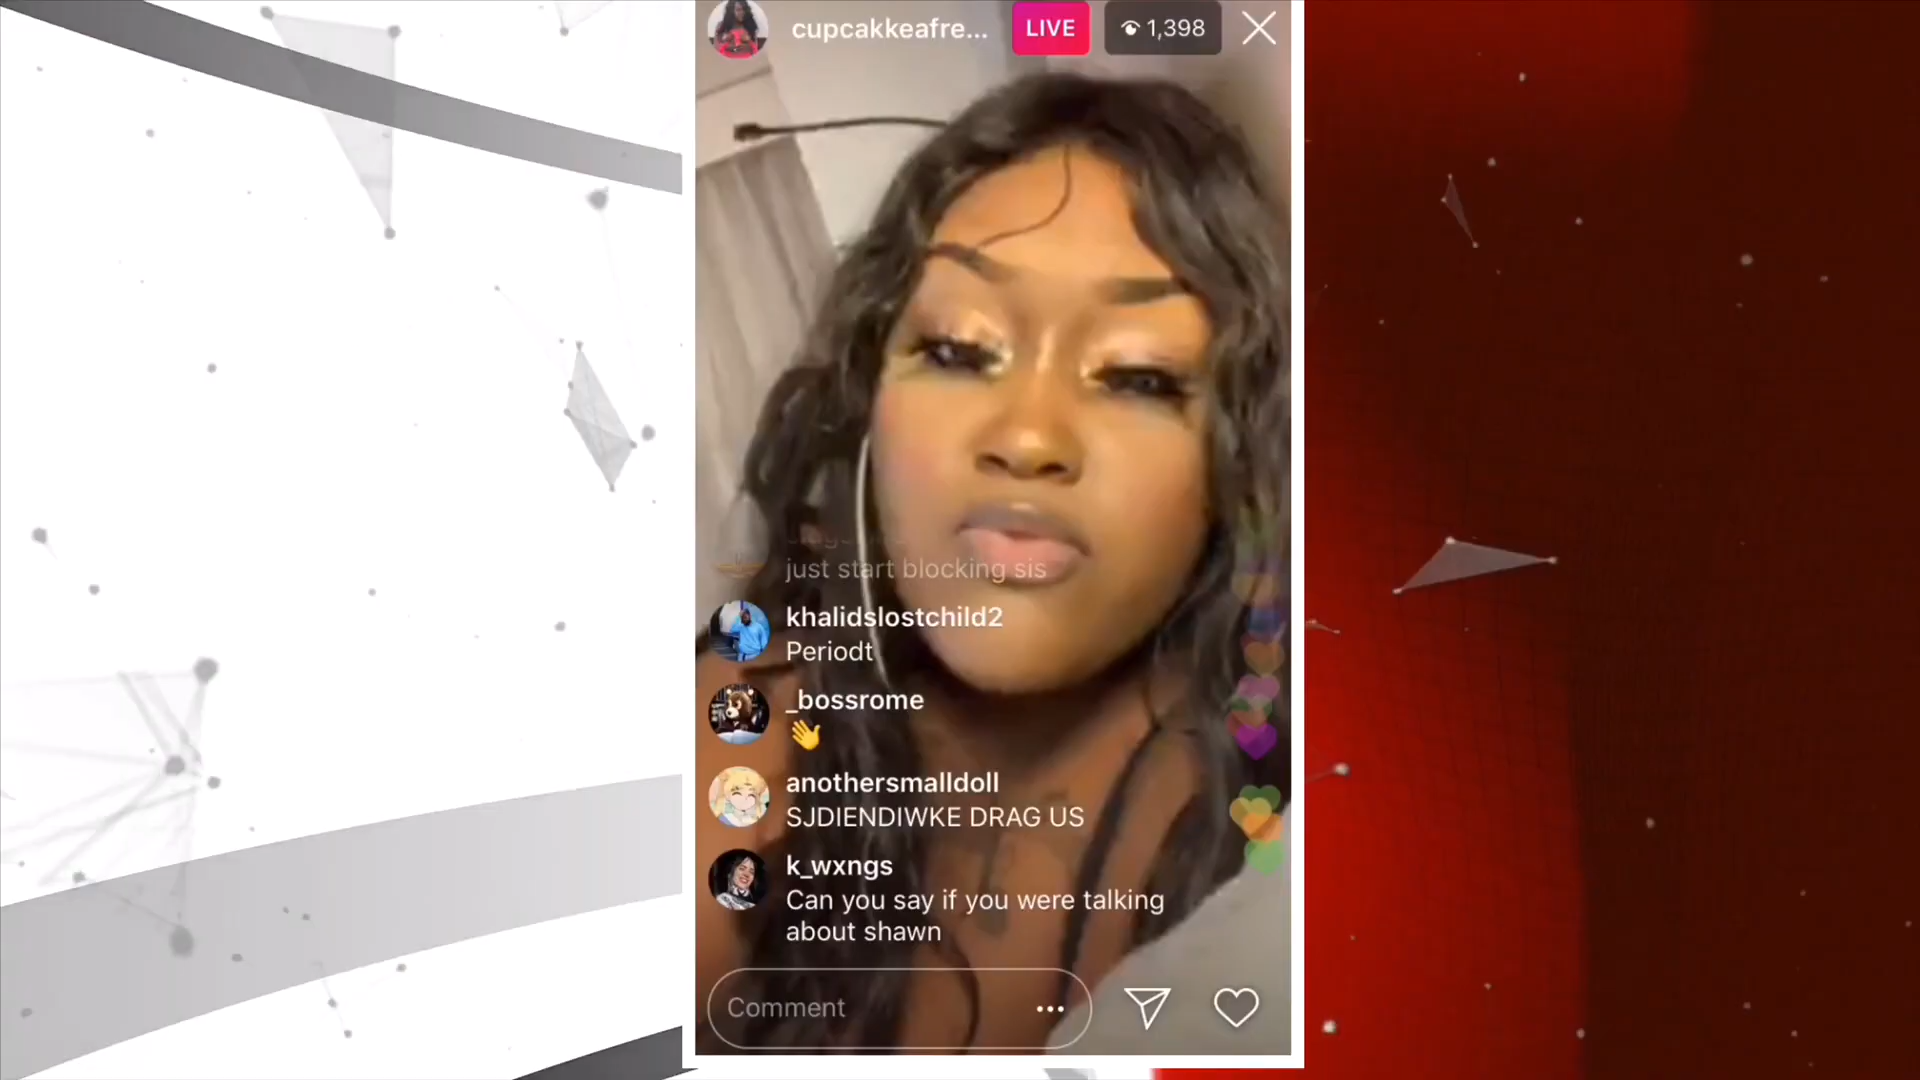 cupcakkeafre...
LIVE
1,398
just start blocking sis
khalidslostchild2
Periodt
_bossrome
👋
anothersmalldoll
SJDIENDIWKE DRAG US
k_wxngs
Can you say if you were talking
about shawn
Comment